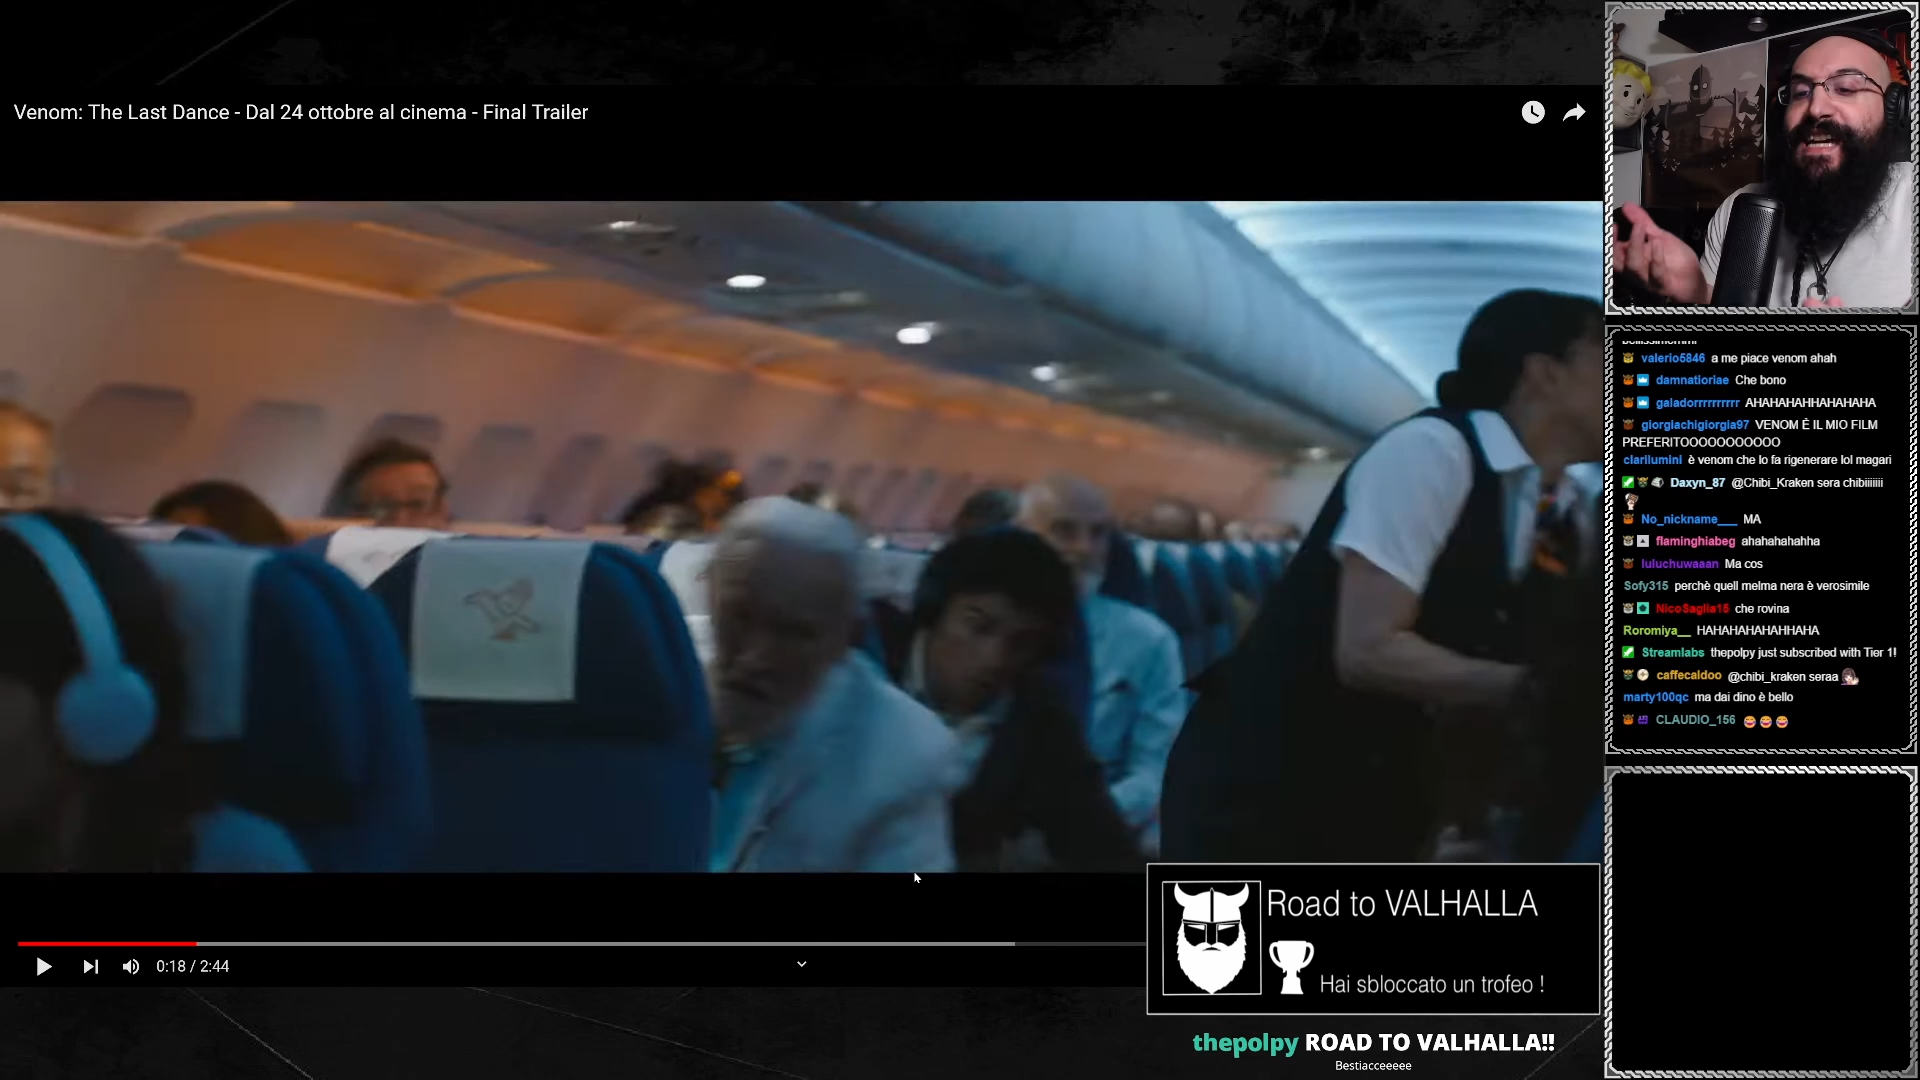 Venom: The Last Dance - Dal 24 ottobre al cinema - Final Trailer
valerio5846 a me piace venom ahah
damnatioriae Che bono
galadorrrrrrrrrr AHAHAHAHHAHAHAHA
giorgiachigiorgia97 VENOM È IL MIO FILM
PREFERITOOOOOOOOOOO
clarilumini è venom che lo fa rigenerare lol magari
Daxyn_87 @Chibi_Kraken sera chibiiiiiii
No_nickname___ MA
flaminghiabeg ahahahahahha
luluchuwaaan Ma cos
Sofy315 perchè quell melma nera è verosimile
NicoSaglia15 che rovina
Roromiya__ HAHAHAHAHAHHAHA
Streamlabs thepolpy just subscribed with Tier 1!
caffecaldoo @chibi_kraken seraa
marty100qc ma dai dino è bello
CLAUDIO_156
0:18 / 2:44
Road to VALHALLA
Hai sbloccato un trofeo !
thepolpy ROAD TO VALHALLA!!
Bestiacceeeee